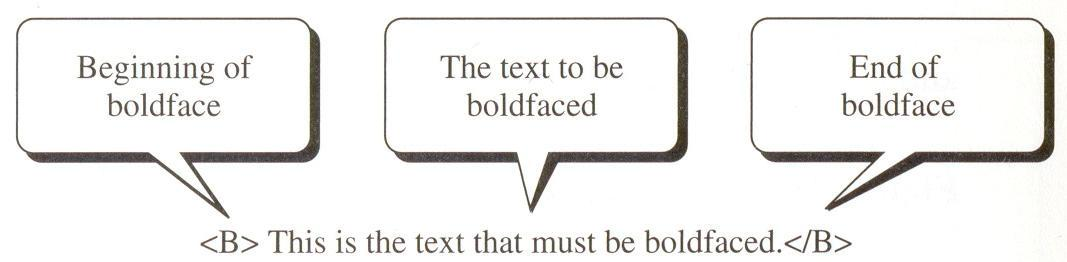 Beginning of
boldface
The text to be
boldfaced
End of
boldface
<B> This is the text that must be boldfaced.</B>